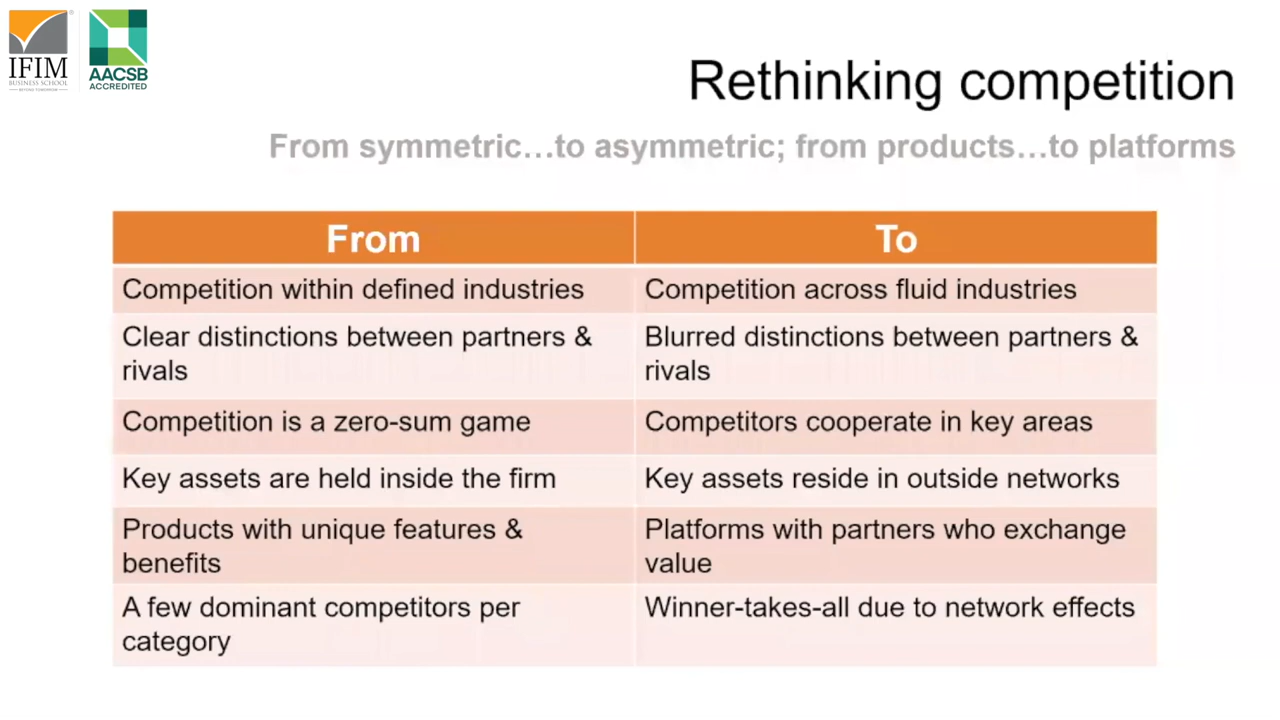 IFIM
BUSINESS SCHOOL
BEYOND TOMORROW
AACSB
ACCREDITED
Rethinking competition
From symmetric…to asymmetric; from products…to platforms
From
To
Competition within defined industries
Competition across fluid industries
Clear distinctions between partners &
rivals
Blurred distinctions between partners &
rivals
Competition is a zero-sum game
Competitors cooperate in key areas
Key assets are held inside the firm
Key assets reside in outside networks
Products with unique features &
benefits
Platforms with partners who exchange
value
A few dominant competitors per
category
Winner-takes-all due to network effects